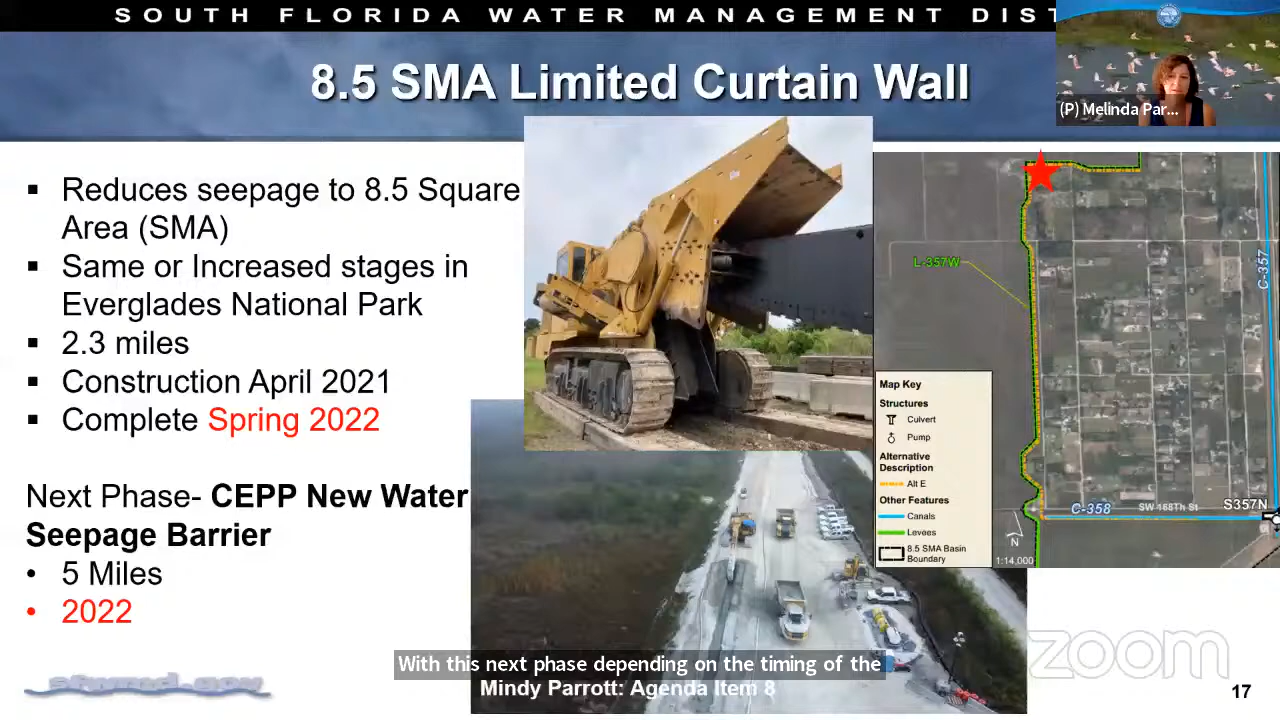 SOUTH FLORIDA WATER MANAGEMENT DIST
8.5 SMA Limited Curtain Wall
(P) Melinda Par...
▪ Reduces seepage to 8.5 Square
Area (SMA)
▪ Same or Increased stages in
Everglades National Park
▪ 2.3 miles
▪ Construction April 2021
▪ Complete Spring 2022
Next Phase- CEPP New Water
Seepage Barrier
• 5 Miles
• 2022
L-357W
C-357
Map Key
Structures
Culvert
Pump
Alternative
Description
Alt E
Other Features
Canals
Levees
8.5 SMA Basin
Boundary
C-358
SW 168Th St
S357N
N
1:14,000
With this next phase depending on the timing of the
Mindy Parrott: Agenda Item 8
sfwmd.gov
zoom
17